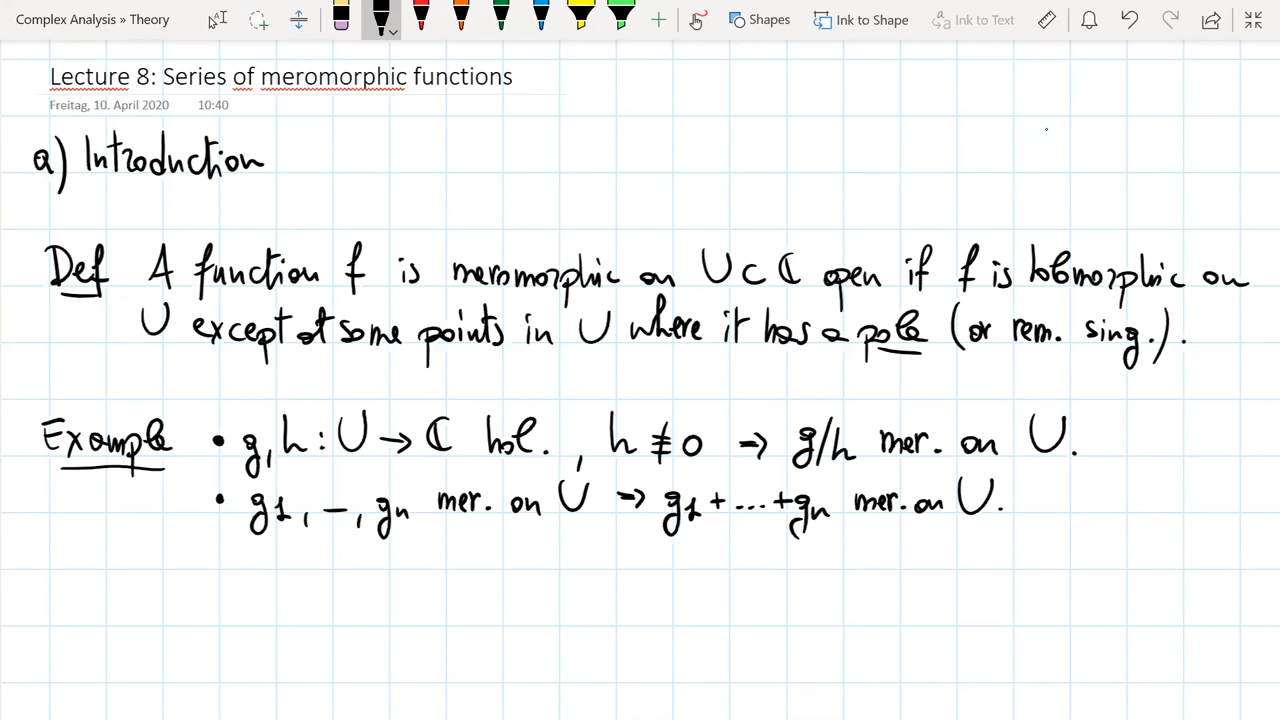 Complex Analysis » Theory
Shapes
Ink to Shape
Ink to Text
Lecture 8: Series of meromorphic functions
Freitag, 10. April 2020 10:40
a) Introduction
Def A function f is meromorphic on U ⊂ ℂ open if f is holomorphic on
U except at some points in U where it has a pole (or rem. sing.).
Example • g, h : U → ℂ hol. , h ≢ 0 ⇒ g/h mer. on U.
• g1, –, gn mer. on U ⇒ g1 + ... + gn mer. on U.